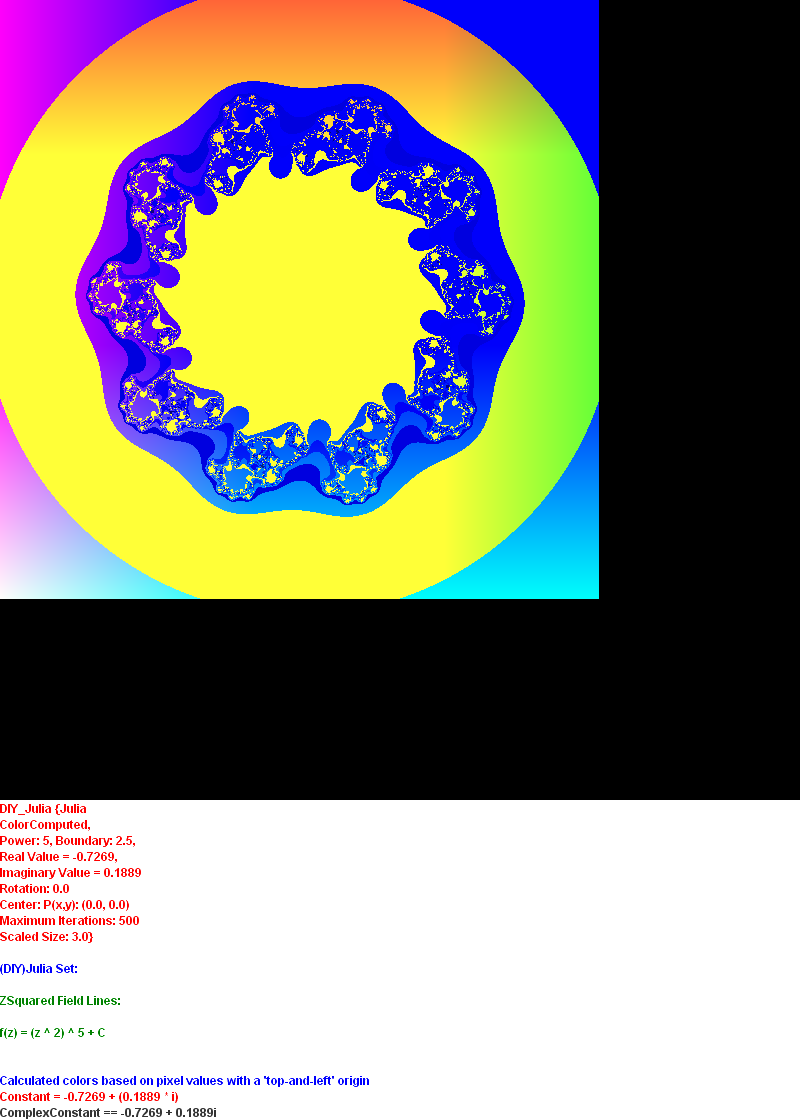 DIY_Julia {Julia
ColorComputed,
Power: 5, Boundary: 2.5,
Real Value = -0.7269,
Imaginary Value = 0.1889
Rotation: 0.0
Center: P(x,y): (0.0, 0.0)
Maximum Iterations: 500
Scaled Size: 3.0}
(DIY)Julia Set:
ZSquared Field Lines:
f(z) = (z ^ 2) ^ 5 + C
Calculated colors based on pixel values with a 'top-and-left' origin
Constant = -0.7269 + (0.1889 * i)
ComplexConstant == -0.7269 + 0.1889i